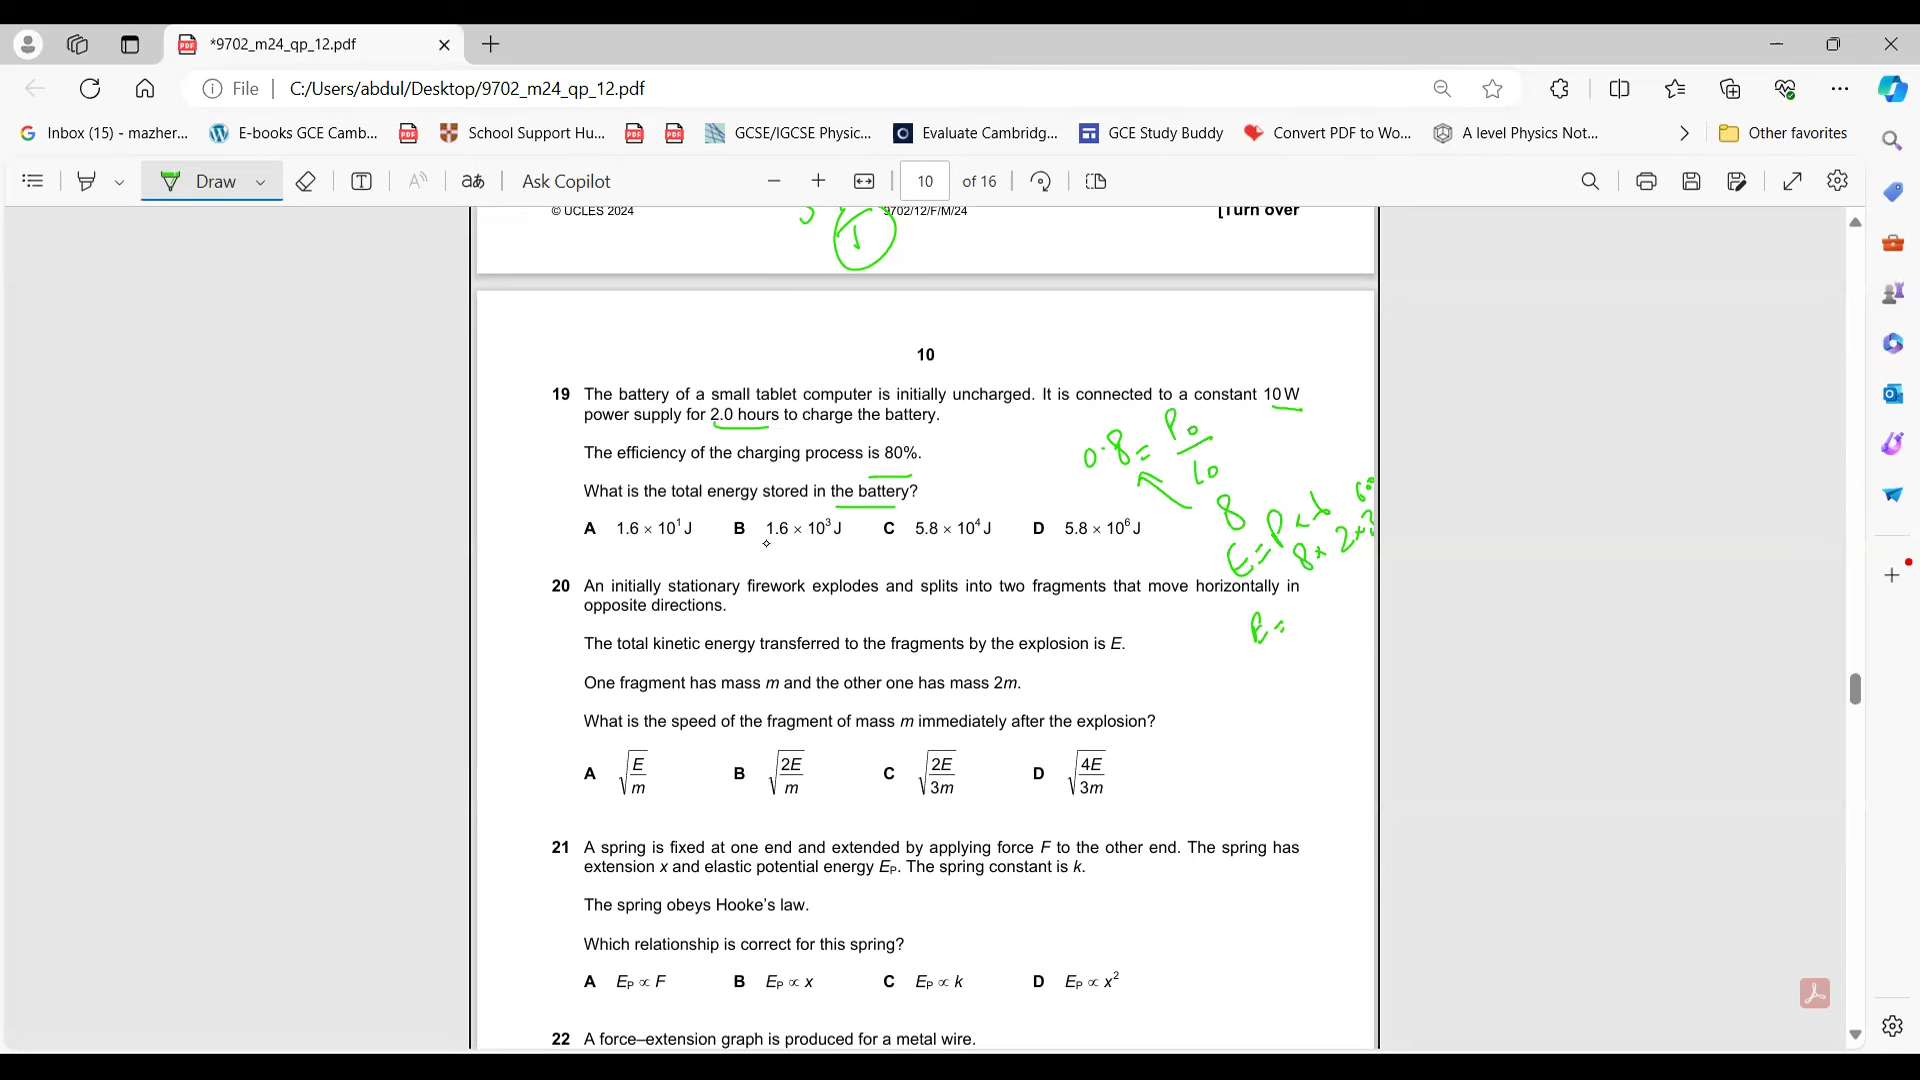 *9702_m24_qp_12.pdf
File C:/Users/abdul/Desktop/9702_m24_qp_12.pdf
Inbox (15) - mazher... E-books GCE Camb... School Support Hu... GCSE/IGCSE Physic... Evaluate Cambridg... GCE Study Buddy Convert PDF to Wo... A level Physics Not... Other favorites
Draw aあ Ask Copilot 10 of 16
© UCLES 2024 9702/12/F/M/24 [Turn over
10
19 The battery of a small tablet computer is initially uncharged. It is connected to a constant 10 W
power supply for 2.0 hours to charge the battery.
0.8 = P0/10
The efficiency of the charging process is 80%.
What is the total energy stored in the battery?
8
A 1.6 × 10¹ J B 1.6 × 10³ J C 5.8 × 10⁴ J D 5.8 × 10⁶ J
E = P × t
20 An initially stationary firework explodes and splits into two fragments that move horizontally in
opposite directions.
E =
The total kinetic energy transferred to the fragments by the explosion is E.
One fragment has mass m and the other one has mass 2m.
What is the speed of the fragment of mass m immediately after the explosion?
A √(E/m) B √(2E/m) C √(2E/3m) D √(4E/3m)
21 A spring is fixed at one end and extended by applying force F to the other end. The spring has
extension x and elastic potential energy EP. The spring constant is k.
The spring obeys Hooke's law.
Which relationship is correct for this spring?
A EP ∝ F B EP ∝ x C EP ∝ k D EP ∝ x²
22 A force–extension graph is produced for a metal wire.